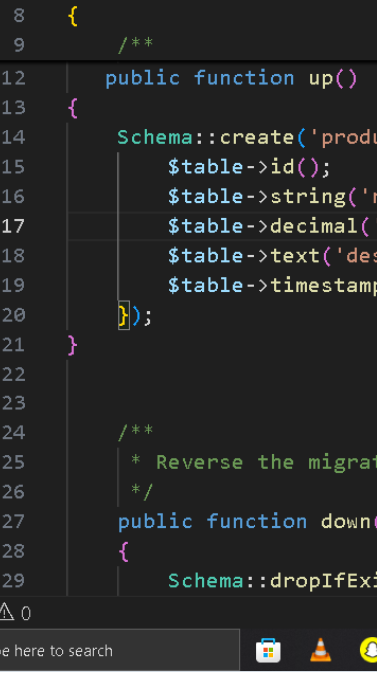 8 {
9 /**
12 public function up()
13 {
14 Schema::create('produ
15 $table->id();
16 $table->string('n
17 $table->decimal(
18 $table->text('des
19 $table->timestamp
20 });
21 }
22
23
24 /**
25 * Reverse the migrat
26 */
27 public function down(
28 {
29 Schema::dropIfExi
0
e here to search